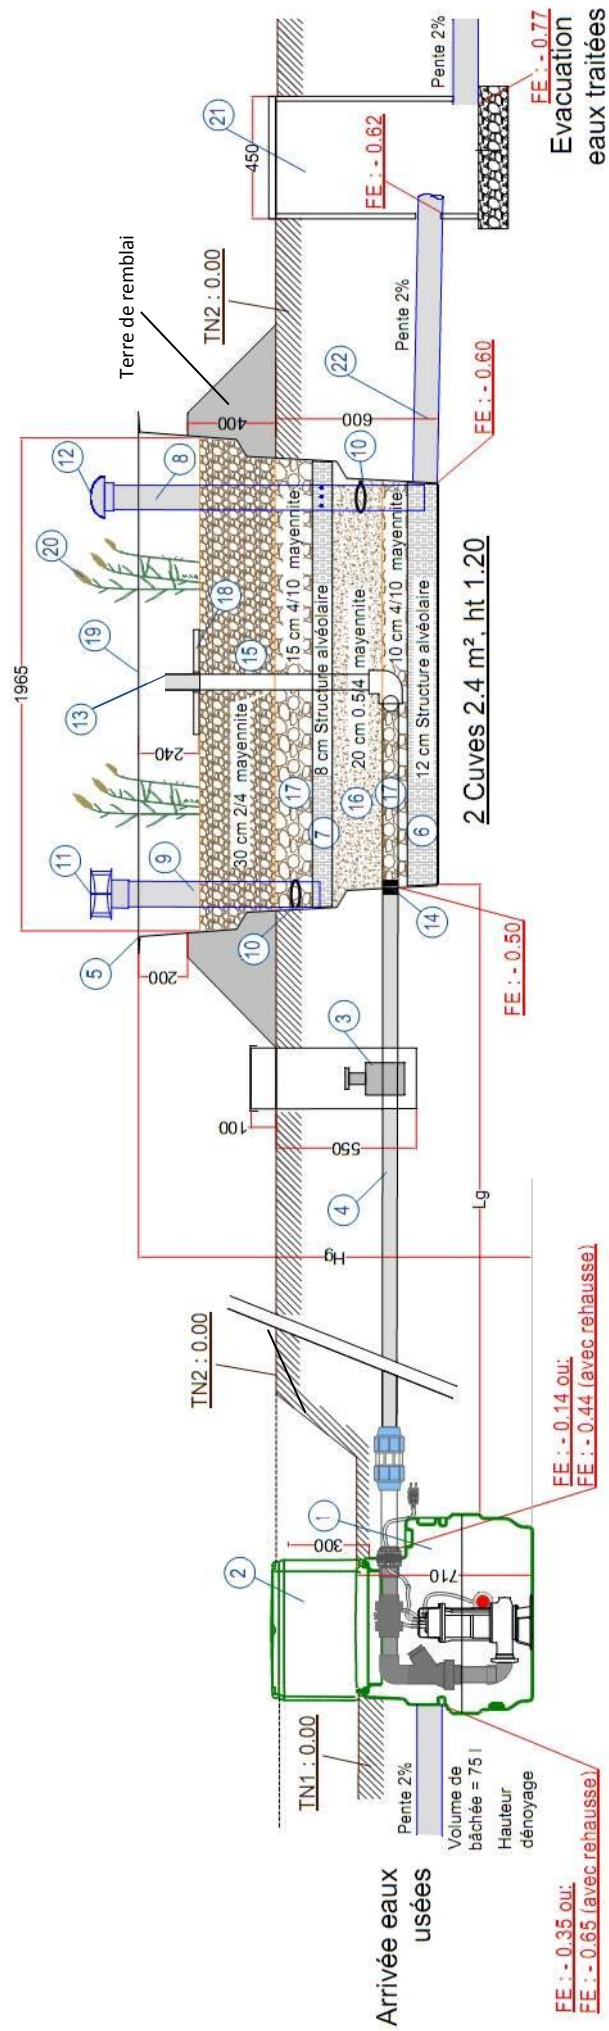 Arrivée eaux
usées
FE : - 0.35 ou:
FE : - 0.65 (avec rehausse)
Pente 2%
Volume de
bâchée = 75 l
Hauteur
dénoyage
TN1 : 0.00
2
1
300
710
FE : - 0.14 ou:
FE : - 0.44 (avec rehausse)
TN2 : 0.00
Hg
Lg
4
3
100
550
200
5
10
11
9
14
FE : - 0.50
1965
240
13
19
20
12
8
18
15
30 cm 2/4 mayennite
17
15 cm 4/10 mayennite
7
8 cm Structure alvéolaire
16
20 cm 0.5/4 mayennite
17
10 cm 4/10 mayennite
6
12 cm Structure alvéolaire
10
2 Cuves 2.4 m², ht 1.20
400
600
Terre de remblai
TN2 : 0.00
22
Pente 2%
FE : - 0.60
21
450
FE : - 0.62
Pente 2%
FE : - 0.77
Evacuation
eaux traitées